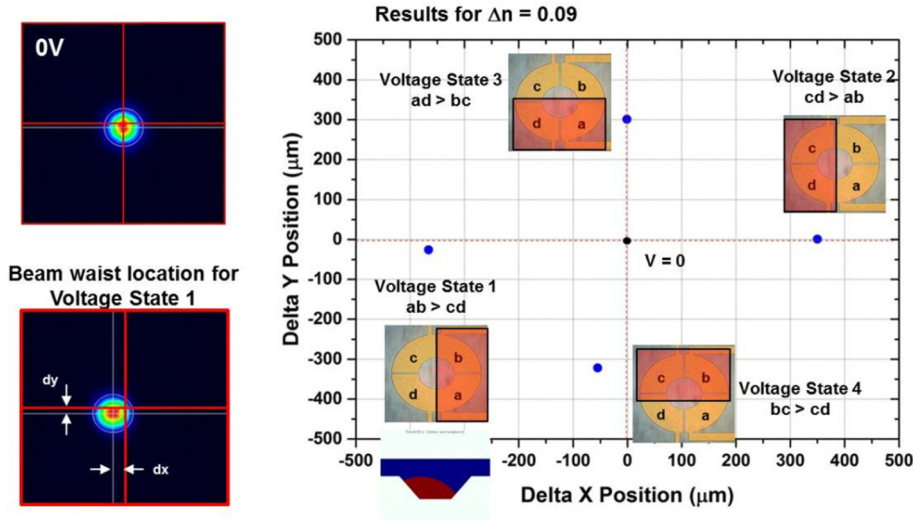 Results for Δn = 0.09
0V
Beam waist location for
Voltage State 1
dy
dx
Delta Y Position (μm)
500
400
300
200
100
0
-100
-200
-300
-400
-500
Voltage State 3
ad > bc
c b
d a
Voltage State 2
cd > ab
c b
d a
V = 0
Voltage State 1
ab > cd
c b
d a
c b
d a
Voltage State 4
bc > cd
-500 -300 -200 -100 0 100 200 300 400 500
Delta X Position (μm)